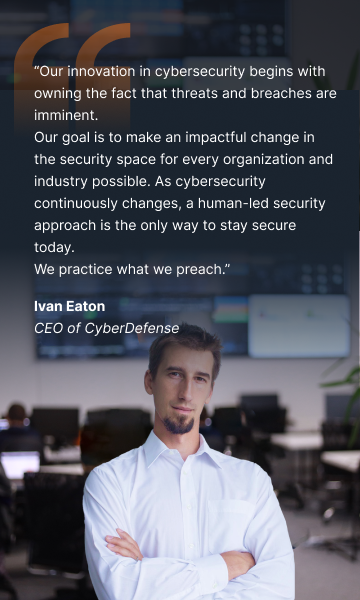 “Our innovation in cybersecurity begins with
owning the fact that threats and breaches are
imminent.
Our goal is to make an impactful change in
the security space for every organization and
industry possible. As cybersecurity
continuously changes, a human-led security
approach is the only way to stay secure
today.
We practice what we preach.”
Ivan Eaton
CEO of CyberDefense